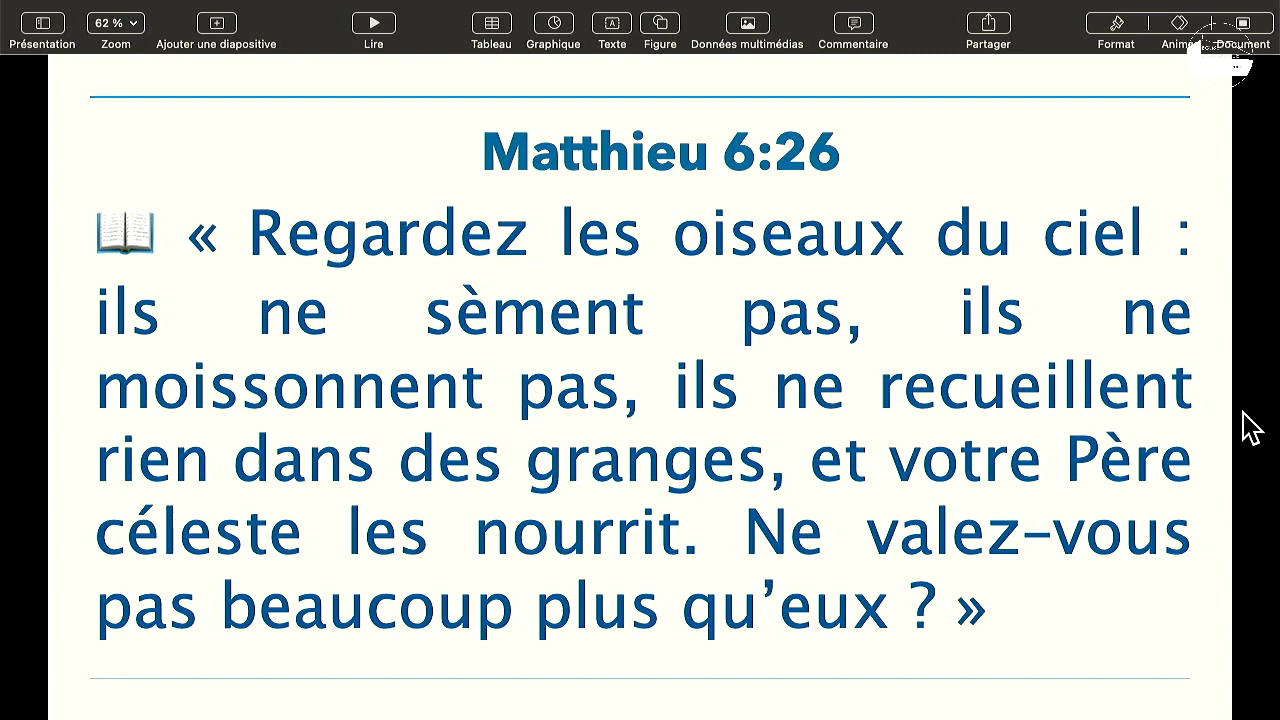 62 %
Présentation Zoom Ajouter une diapositive Lire Tableau Graphique Texte Figure Données multimédias Commentaire Partager Format Document
Matthieu 6:26
« Regardez les oiseaux du ciel :
ils ne sèment pas, ils ne
moissonnent pas, ils ne recueillent
rien dans des granges, et votre Père
céleste les nourrit. Ne valez-vous
pas beaucoup plus qu’eux ? »